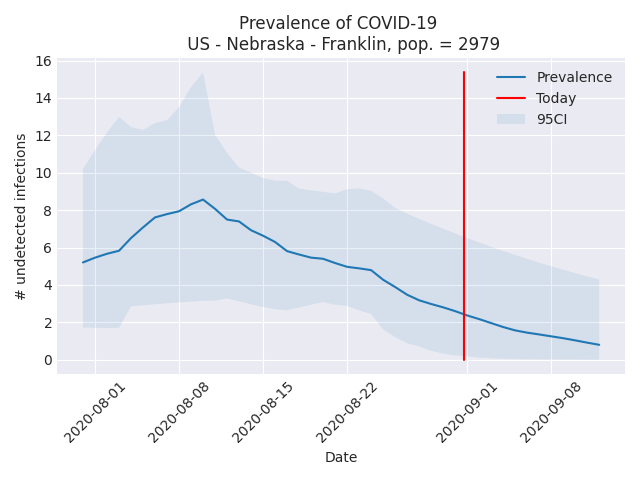 Prevalence of COVID-19
US - Nebraska - Franklin, pop. = 2979
# undetected infections
16
14
12
10
8
6
4
2
0
Prevalence
Today
95CI
2020-08-01
2020-08-08
2020-08-15
2020-08-22
2020-09-01
2020-09-08
Date